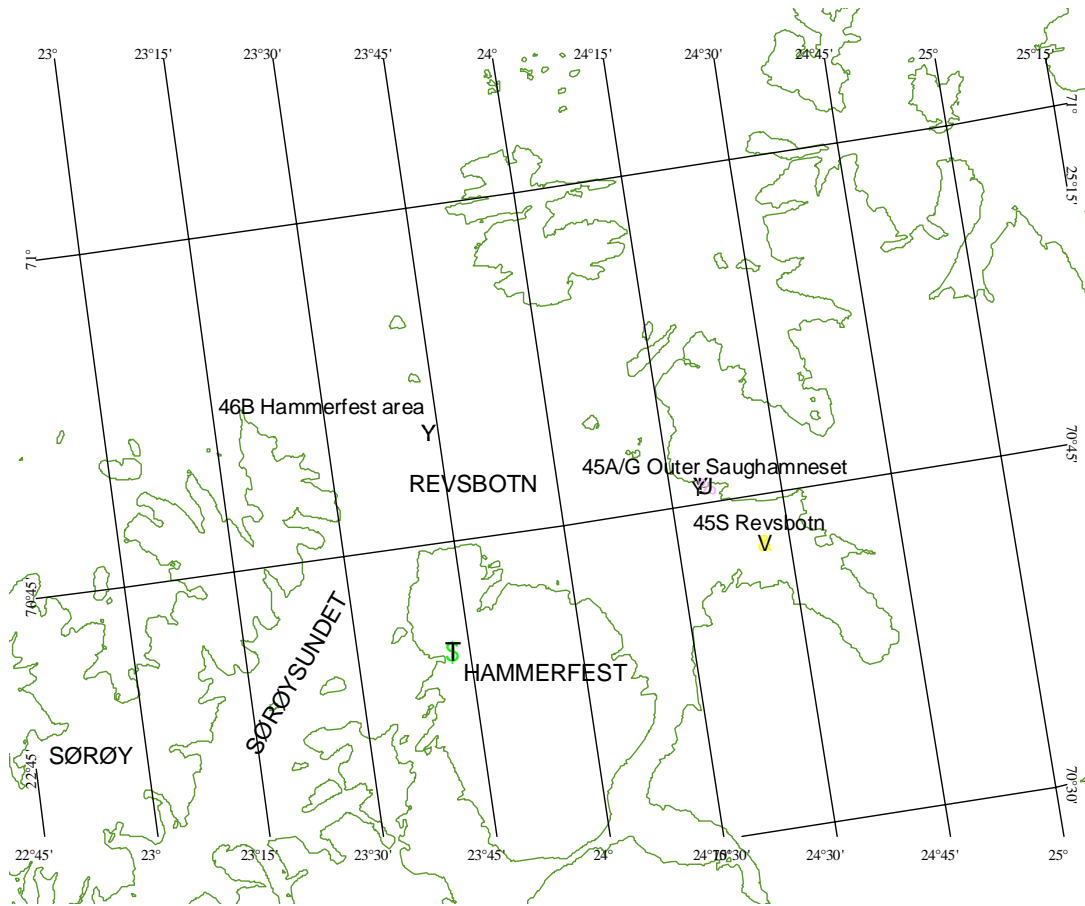 23° 23°15' 23°30' 23°45' 24° 24°15' 24°30' 24°45' 25° 25°15'
71°
25°15'
71°
46B Hammerfest area
Y
REVSBOTN
70°45'
45A/G Outer Saughamneset
45S Revsbotn
V
70°45'
SØRØYSUNDET
T
HAMMERFEST
SØRØY
22°45'
70°30'
22°45' 23° 23°15' 23°30' 23°45' 24° 24°30' 24°45' 25°